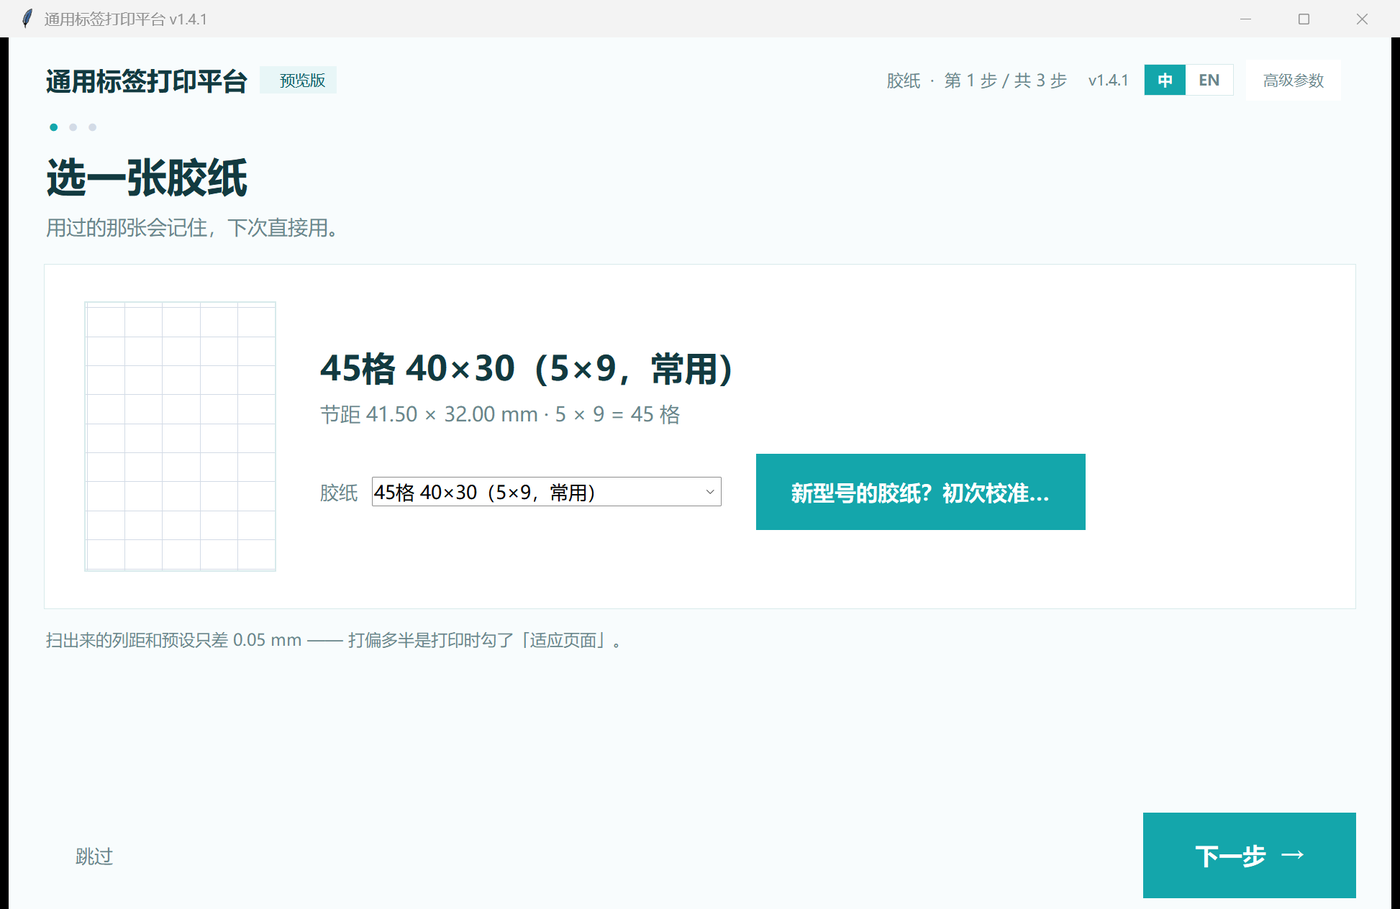 通用标签打印平台 v1.4.1
通用标签打印平台 预览版
胶纸 · 第 1 步 / 共 3 步 v1.4.1 中 EN 高级参数
选一张胶纸
用过的那张会记住，下次直接用。
45格 40×30（5×9，常用）
节距 41.50 × 32.00 mm · 5 × 9 = 45 格
胶纸 45格 40×30（5×9，常用） 新型号的胶纸？初次校准...
扫出来的列距和预设只差 0.05 mm —— 打偏多半是打印时勾了「适应页面」。
跳过 下一步 →